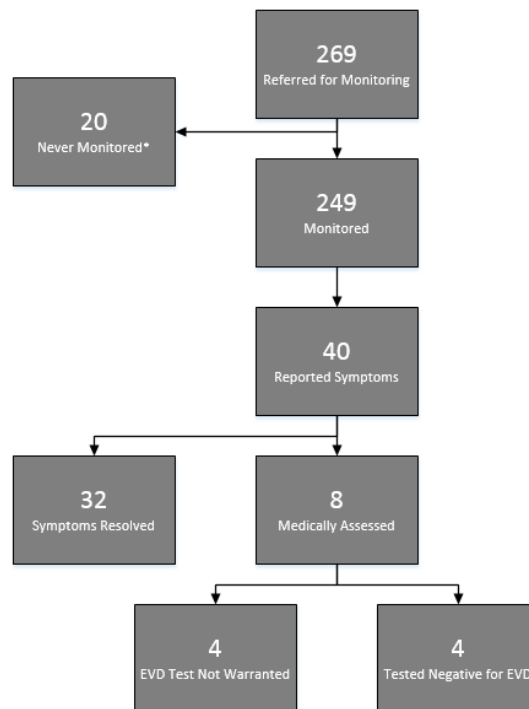 269
Referred for Monitoring
20
Never Monitored*
249
Monitored
40
Reported Symptoms
32
Symptoms Resolved
8
Medically Assessed
4
EVD Test Not Warranted
4
Tested Negative for EVD